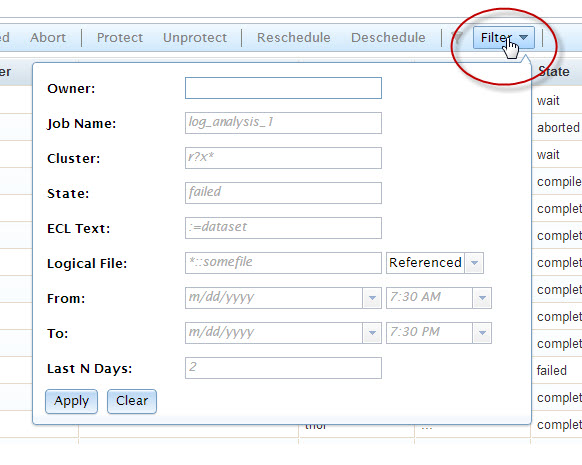 ed Abort Protect Unprotect Reschedule Deschedule Filter
er State
Owner:
wait
Job Name: log_analysis_1
aborted
Cluster: r?x*
wait
State: failed
compile
complet
ECL Text: :=dataset
complet
Logical File: *::somefile Referenced
complet
complet
From: m/dd/yyyy 7:30 AM
complet
To: m/dd/yyyy 7:30 PM
complet
Last N Days: 2
failed
Apply Clear
complet
thor ... complet